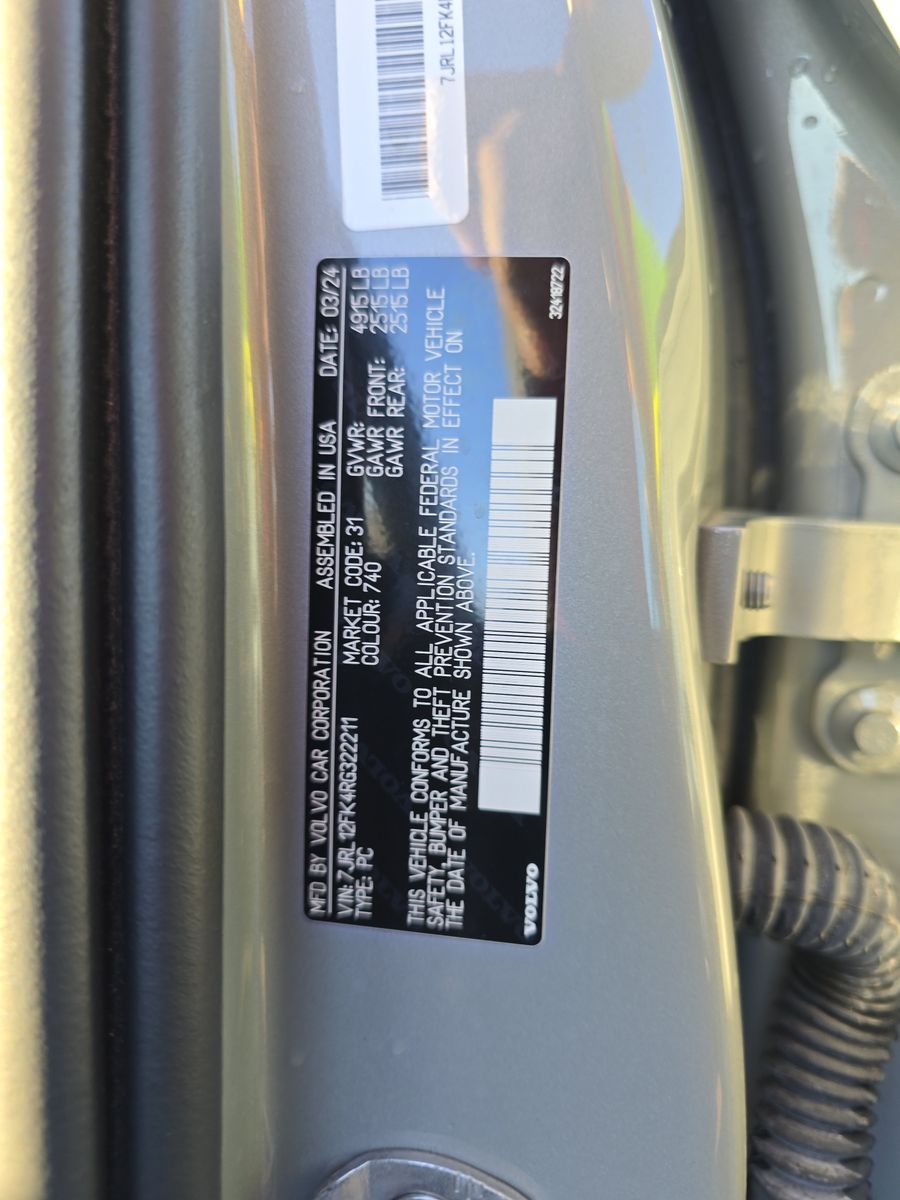 7JRL12FK4
MFD BY VOLVO CAR CORPORATION ASSEMBLED IN USA DATE: 03/24
VIN: 7JRL12FK4RG322211 MARKET CODE: 31 GVWR: 4915 LB
TYPE: PC COLOUR: 740 GAWR FRONT: 2515 LB
GAWR REAR: 2515 LB
THIS VEHICLE CONFORMS TO ALL APPLICABLE FEDERAL MOTOR VEHICLE
SAFETY, BUMPER AND THEFT PREVENTION STANDARDS IN EFFECT ON
THE DATE OF MANUFACTURE SHOWN ABOVE.
VOLVO
32418722